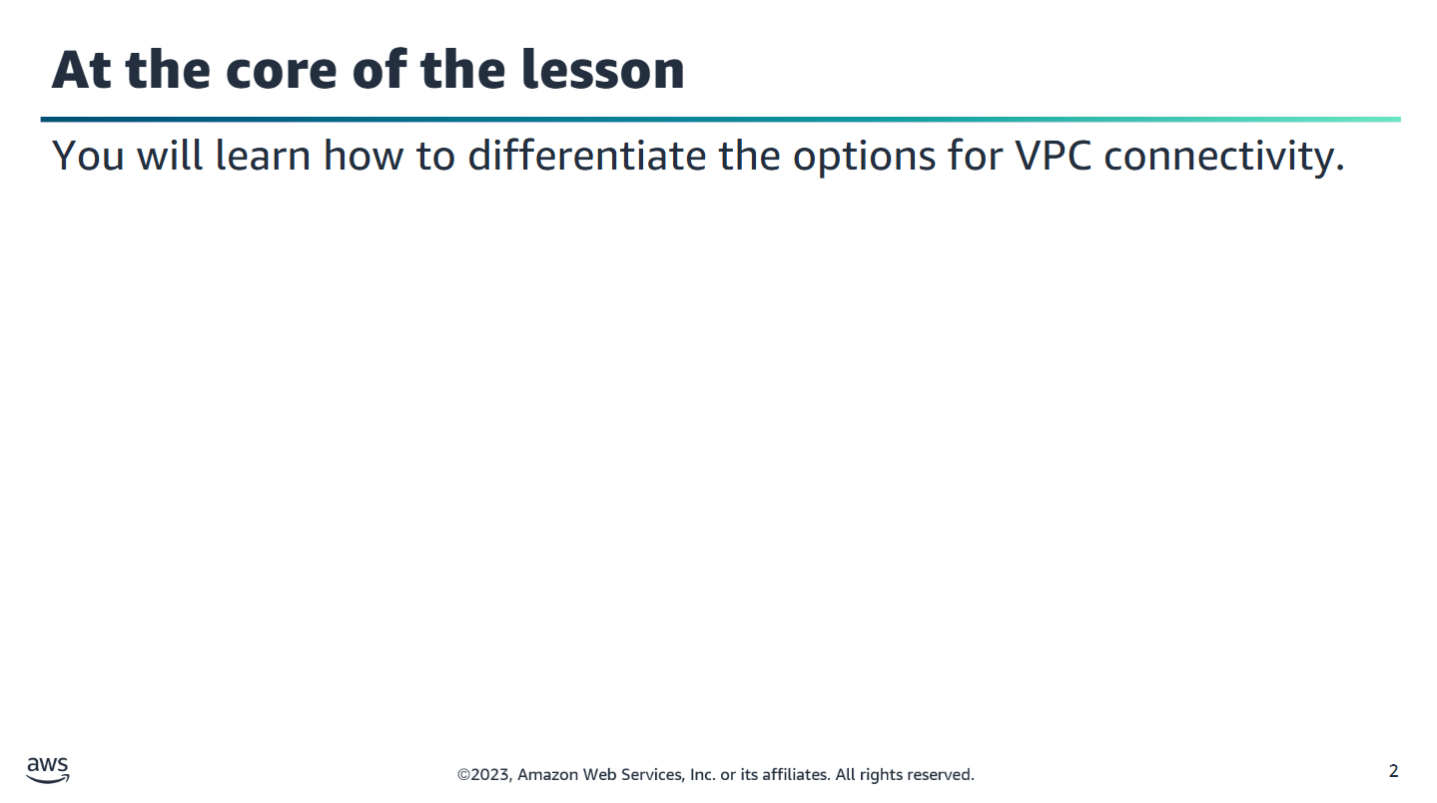 At the core of the lesson
You will learn how to differentiate the options for VPC connectivity.
aws
©2023, Amazon Web Services, Inc. or its affiliates. All rights reserved.
2